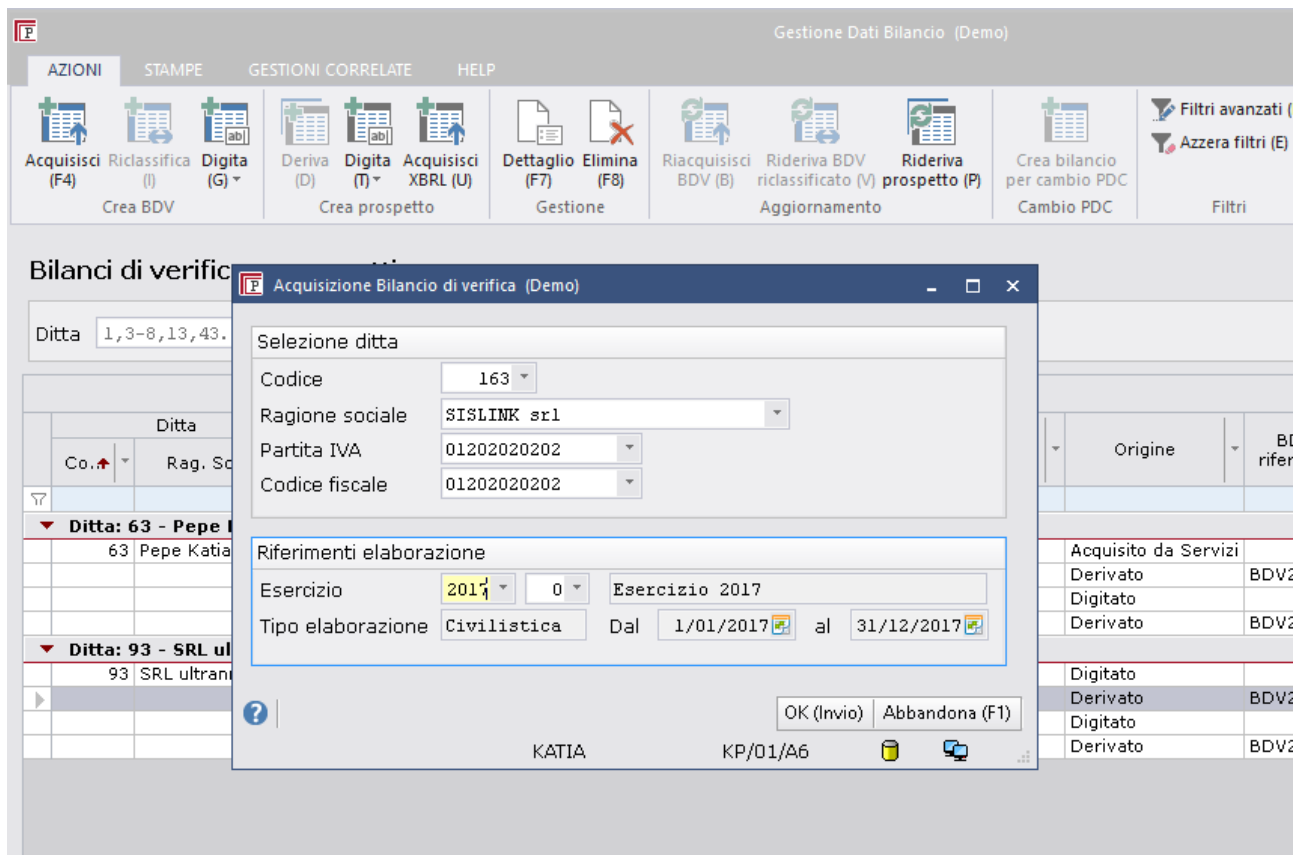 Gestione Dati Bilancio (Demo)
AZIONI STAMPE GESTIONI CORRELATE HELP
Acquisisci Riclassifica Digita Deriva Digita Acquisisci Dettaglio Elimina Riacquisisci Rideriva BDV Rideriva Crea bilancio Filtri avanzati (
(F4) (I) (G) (D) (T) XBRL (U) (F7) (F8) BDV (B) riclassificato (V) prospetto (P) per cambio PDC Azzera filtri (E)
Crea BDV Crea prospetto Gestione Aggiornamento Cambio PDC Filtri
Bilanci di verific
Acquisizione Bilancio di verifica (Demo)
Ditta 1,3-8,13,43.
Selezione ditta
Codice 163
Ragione sociale SISLINK srl
Partita IVA 01202020202
Codice fiscale 01202020202
Ditta
Co.. Rag. So
Origine
BD
rifer
Ditta: 63 - Pepe
63 Pepe Katia
Riferimenti elaborazione
Esercizio 2017 0 Esercizio 2017
Tipo elaborazione Civilistica Dal 1/01/2017 al 31/12/2017
Acquisito da Servizi
Derivato BDV2
Digitato
Derivato BDV2
Ditta: 93 - SRL ul
93 SRL ultrann
Digitato
Derivato BDV2
Digitato
Derivato BDV2
OK (Invio) Abbandona (F1)
KATIA KP/01/A6